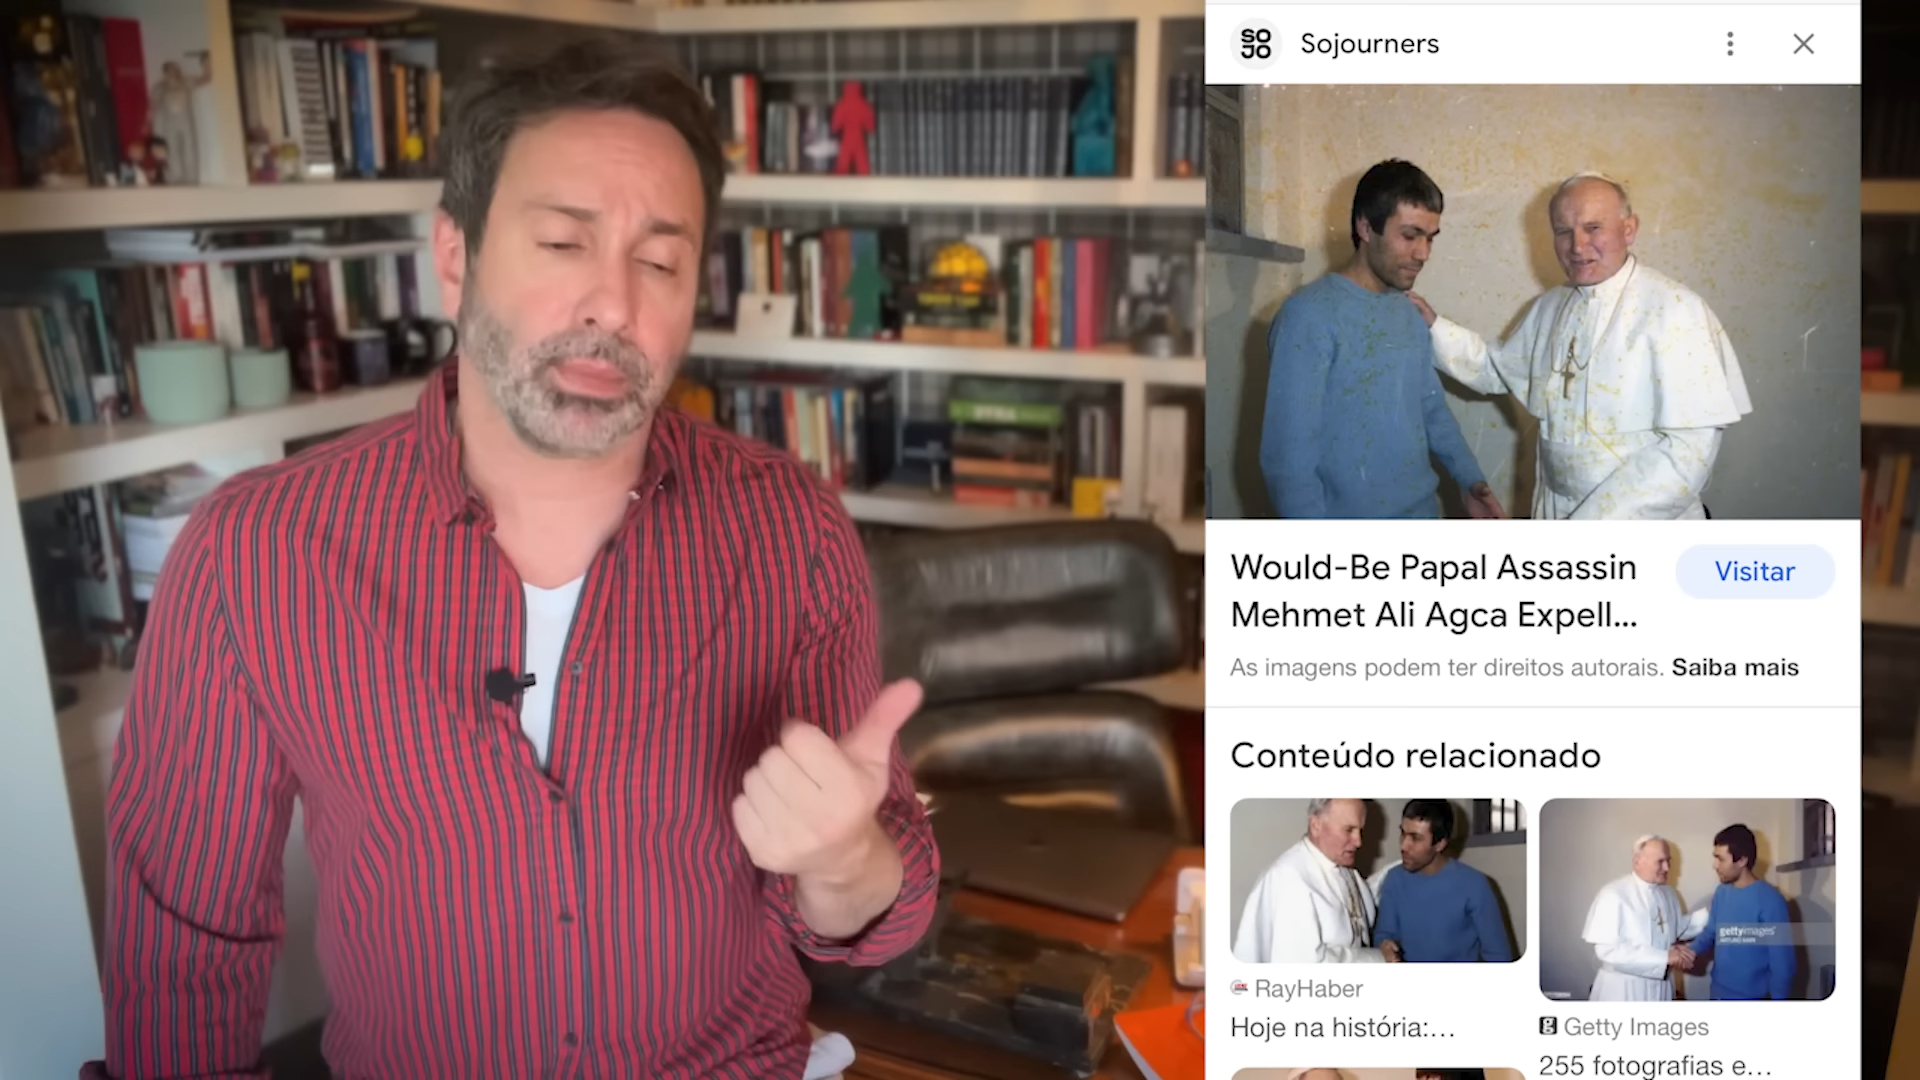 SO
JO
Sojourners
Would-Be Papal Assassin
Mehmet Ali Agca Expell...
Visitar
As imagens podem ter direitos autorais. Saiba mais
Conteúdo relacionado
RayHaber
Hoje na história:...
gettyimages
Getty Images
255 fotografias e...